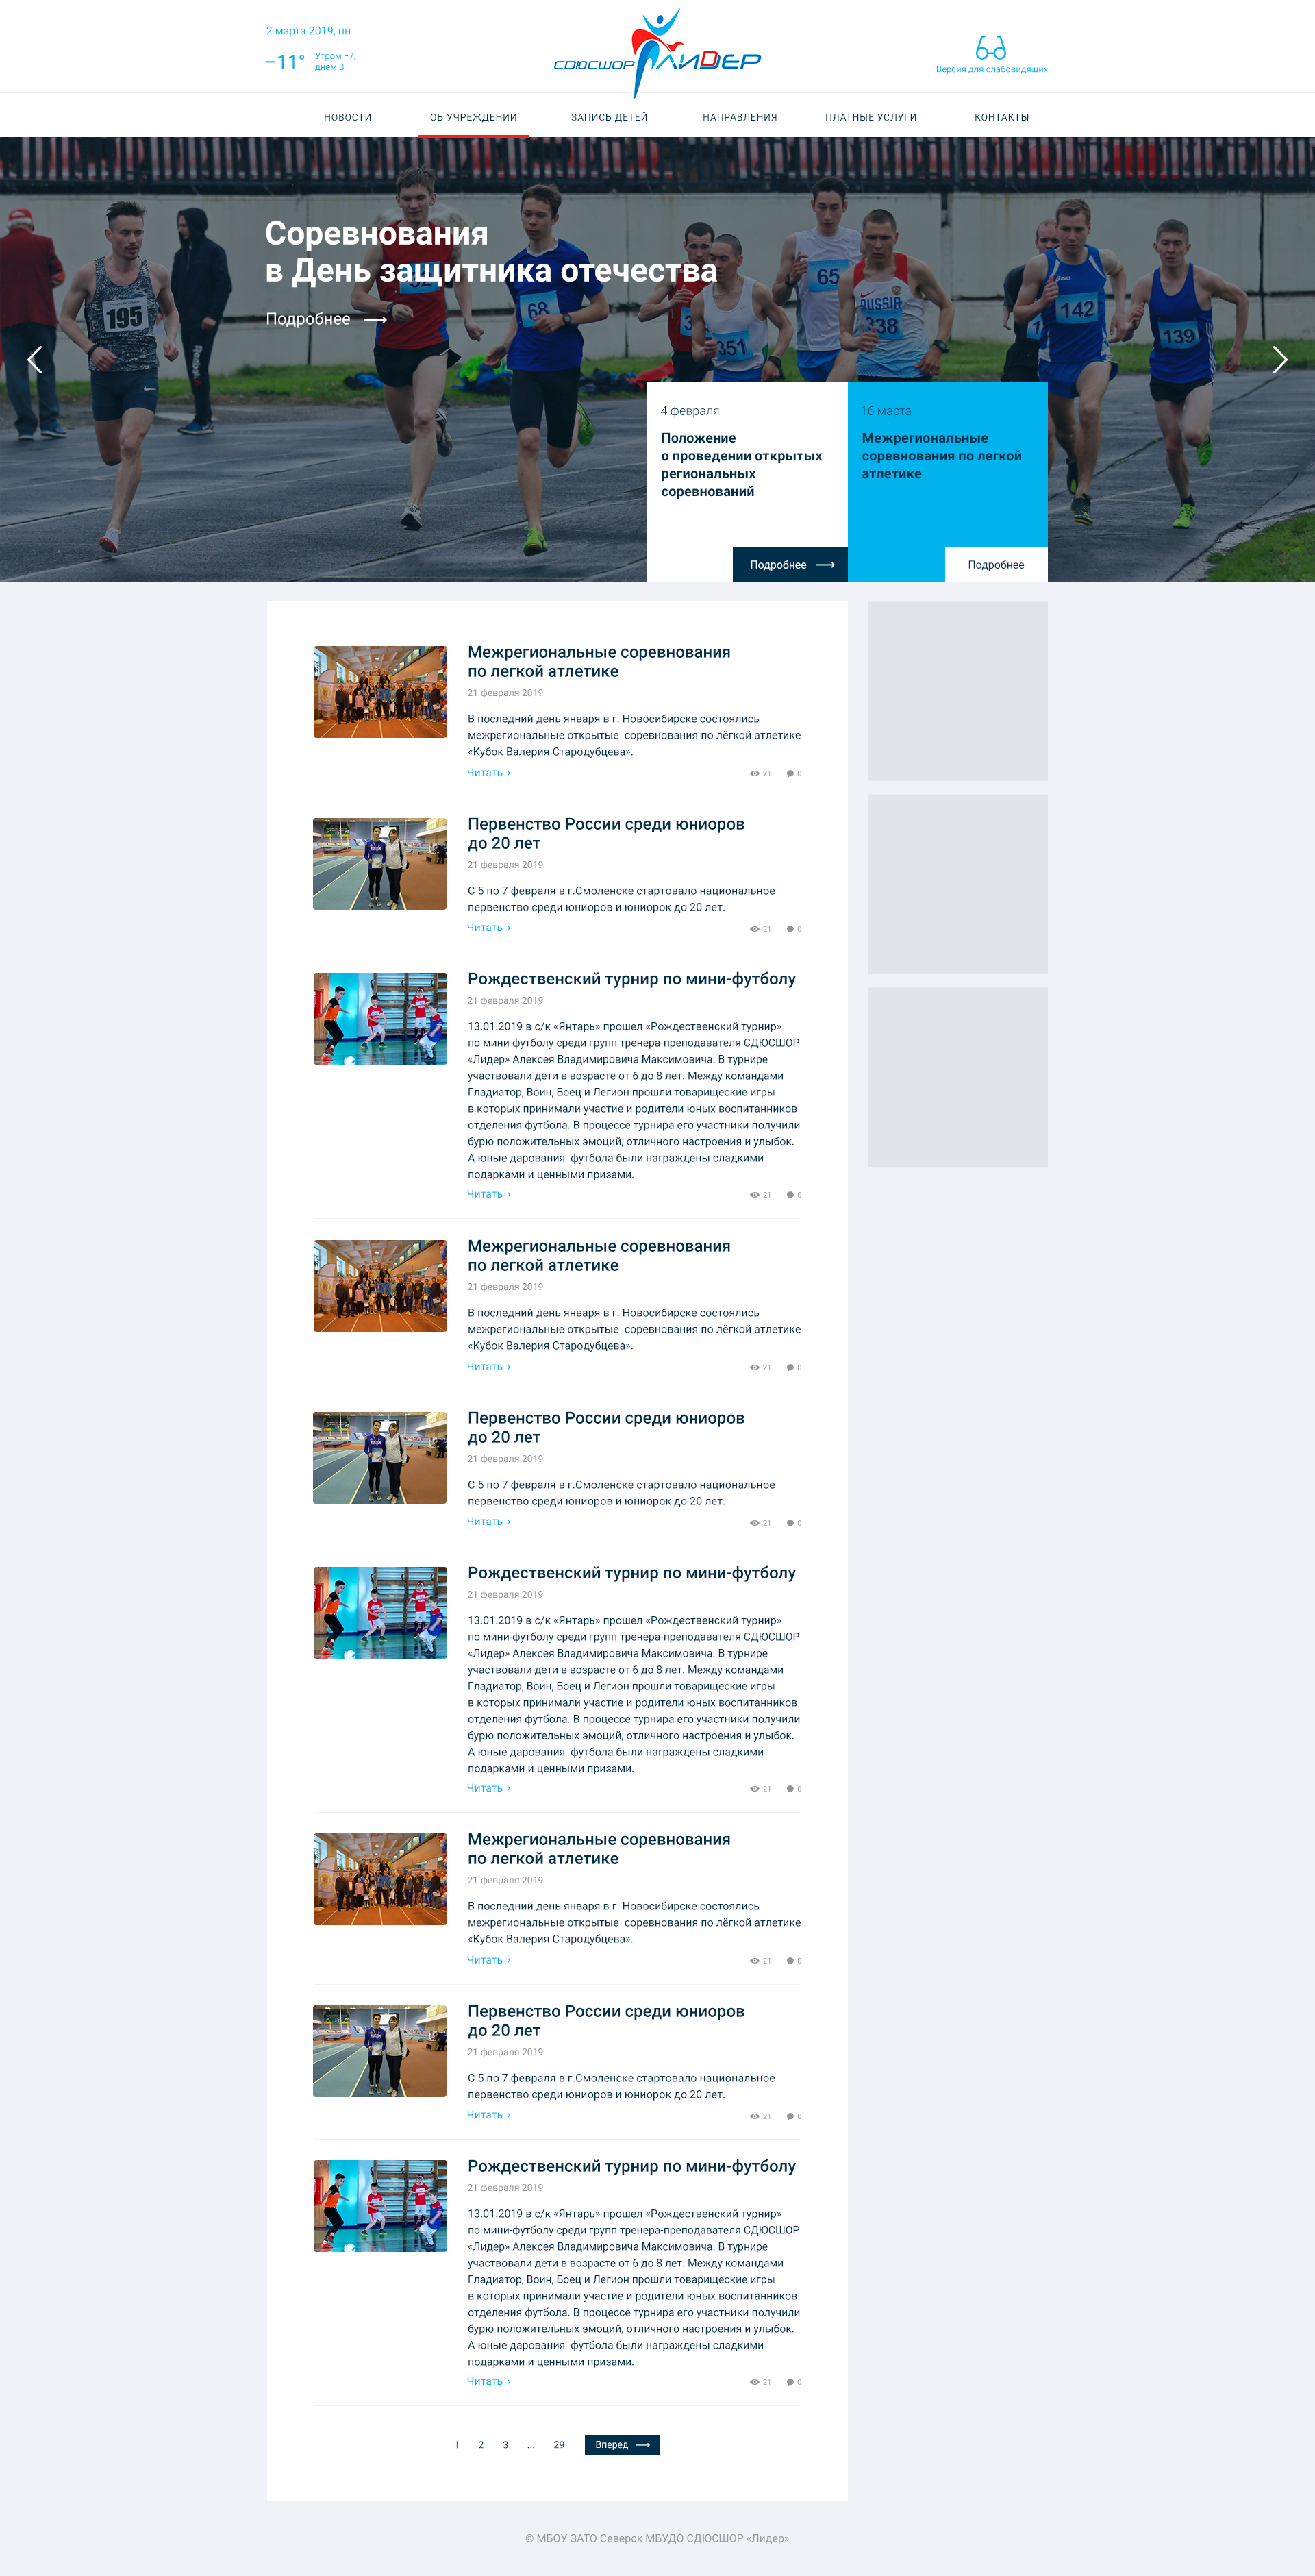 2 марта 2019, пн
−11°
Утром −7,
днём 0
СДЮСШОР ЛИДЕР
Версия для слабовидящих
НОВОСТИ
ОБ УЧРЕЖДЕНИИ
ЗАПИСЬ ДЕТЕЙ
НАПРАВЛЕНИЯ
ПЛАТНЫЕ УСЛУГИ
КОНТАКТЫ
Соревнования
в День защитника отечества
Подробнее
195
52
68
351
65
RUSSIA
338
142
139
4 февраля
Положение
о проведении открытых
региональных
соревнований
Подробнее
16 марта
Межрегиональные
соревнования по легкой
атлетике
Подробнее
Межрегиональные соревнования
по легкой атлетике
21 февраля 2019
В последний день января в г. Новосибирске состоялись
межрегиональные открытые  соревнования по лёгкой атлетике
«Кубок Валерия Стародубцева».
Читать › 21 0
Первенство России среди юниоров
до 20 лет
21 февраля 2019
С 5 по 7 февраля в г.Смоленске стартовало национальное
первенство среди юниоров и юниорок до 20 лет.
Читать › 21 0
Рождественский турнир по мини-футболу
21 февраля 2019
13.01.2019 в с/к «Янтарь» прошел «Рождественский турнир»
по мини-футболу среди групп тренера-преподавателя СДЮСШОР
«Лидер» Алексея Владимировича Максимовича. В турнире
участвовали дети в возрасте от 6 до 8 лет. Между командами
Гладиатор, Воин, Боец и Легион прошли товарищеские игры
в которых принимали участие и родители юных воспитанников
отделения футбола. В процессе турнира его участники получили
бурю положительных эмоций, отличного настроения и улыбок.
А юные дарования  футбола были награждены сладкими
подарками и ценными призами.
Читать › 21 0
Межрегиональные соревнования
по легкой атлетике
21 февраля 2019
В последний день января в г. Новосибирске состоялись
межрегиональные открытые  соревнования по лёгкой атлетике
«Кубок Валерия Стародубцева».
Читать › 21 0
Первенство России среди юниоров
до 20 лет
21 февраля 2019
С 5 по 7 февраля в г.Смоленске стартовало национальное
первенство среди юниоров и юниорок до 20 лет.
Читать › 21 0
Рождественский турнир по мини-футболу
21 февраля 2019
13.01.2019 в с/к «Янтарь» прошел «Рождественский турнир»
по мини-футболу среди групп тренера-преподавателя СДЮСШОР
«Лидер» Алексея Владимировича Максимовича. В турнире
участвовали дети в возрасте от 6 до 8 лет. Между командами
Гладиатор, Воин, Боец и Легион прошли товарищеские игры
в которых принимали участие и родители юных воспитанников
отделения футбола. В процессе турнира его участники получили
бурю положительных эмоций, отличного настроения и улыбок.
А юные дарования  футбола были награждены сладкими
подарками и ценными призами.
Читать › 21 0
Межрегиональные соревнования
по легкой атлетике
21 февраля 2019
В последний день января в г. Новосибирске состоялись
межрегиональные открытые  соревнования по лёгкой атлетике
«Кубок Валерия Стародубцева».
Читать › 21 0
Первенство России среди юниоров
до 20 лет
21 февраля 2019
С 5 по 7 февраля в г.Смоленске стартовало национальное
первенство среди юниоров и юниорок до 20 лет.
Читать › 21 0
Рождественский турнир по мини-футболу
21 февраля 2019
13.01.2019 в с/к «Янтарь» прошел «Рождественский турнир»
по мини-футболу среди групп тренера-преподавателя СДЮСШОР
«Лидер» Алексея Владимировича Максимовича. В турнире
участвовали дети в возрасте от 6 до 8 лет. Между командами
Гладиатор, Воин, Боец и Легион прошли товарищеские игры
в которых принимали участие и родители юных воспитанников
отделения футбола. В процессе турнира его участники получили
бурю положительных эмоций, отличного настроения и улыбок.
А юные дарования  футбола были награждены сладкими
подарками и ценными призами.
Читать › 21 0
1 2 3 ... 29 Вперед
© МБОУ ЗАТО Северск МБУДО СДЮСШОР «Лидер»